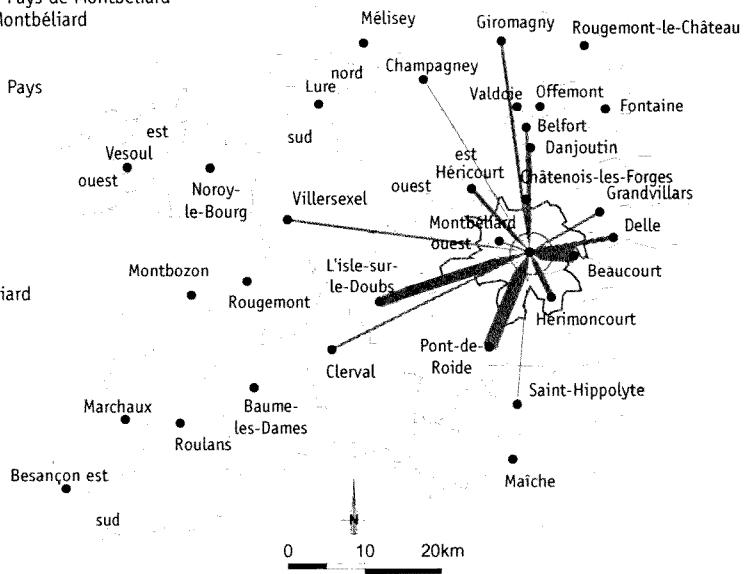 Pays de Montbéliard
Montbéliard
Mélisey
Giromagny
Rougemont-le-Château
Pays
nord
Champagney
Lure
Valdoie
Offemont
Fontaine
est
sud
Belfort
Danjoutin
Vesoul
ouest
Noroy-
le-Bourg
est
Héricourt
ouest
Châtenois-les-Forges
Grandvillars
Villersexel
Montbéliard
ouest
Delle
Beaucourt
Montbozon
L'isle-sur-
le-Doubs
iard
Rougemont
Hérimoncourt
Clerval
Pont-de-
Roide
Saint-Hippolyte
Marchaux
Baume-
les-Dames
Roulans
Besançon est
Maîche
sud
N
0 10 20km